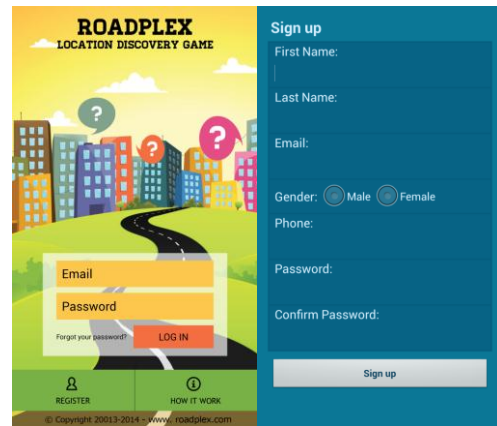 ROADPLEX
LOCATION DISCOVERY GAME
?
?
?
Email
Password
Forgot your password?
LOG IN
REGISTER
HOW IT WORK
© Copyright 20013-2014 - www. roadplex.com
Sign up
First Name:
Last Name:
Email:
Gender: Male Female
Phone:
Password:
Confirm Password:
Sign up